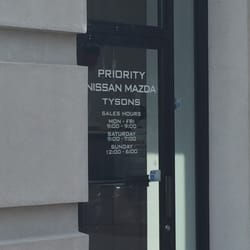 PRIORITY
NISSAN MAZDA
TYSONS
SALES HOURS
MON - FRI
9:00 - 9:00
SATURDAY
9:00 - 7:00
SUNDAY
12:00 - 6:00